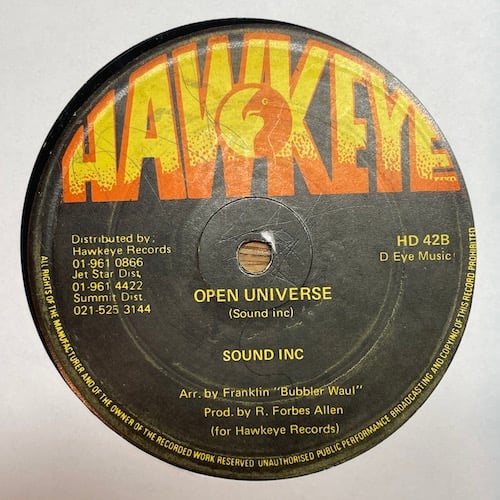 HAWKEYE
Distributed by:
Hawkeye Records
01-961 0866
Jet Star Dist,
01-961 4422
Summit Dist
021-525 3144
HD 42B
D Eye Music
OPEN UNIVERSE
(Sound inc)
SOUND INC
Arr. by Franklin "Bubbler Waul"
Prod. by R. Forbes Allen
(for Hawkeye Records)
ALL RIGHTS OF THE MANUFACTURER AND OF THE OWNER OF THE RECORDED WORK RESERVED UNAUTHORISED PUBLIC PERFORMANCE BROADCASTING AND COPYING OF THIS RECORD PROHIBITED